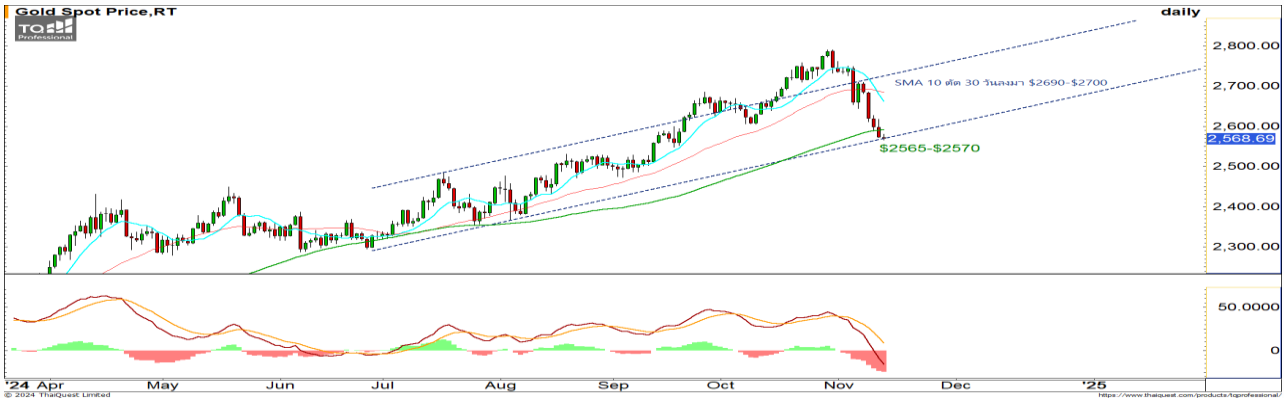 Gold Spot Price,RT
daily
TQ
Professional
2,800.00
SMA 10 ตัด 30 วันลงมา $2690-$2700
2,700.00
2,600.00
2,568.69
$2565-$2570
2,500.00
2,400.00
2,300.00
50.0000
0
'24 Apr May Jun Jul Aug Sep Oct Nov Dec '25
© 2024 ThaiQuest Limited
https://www.thaiquest.com/products/tqprofessional/